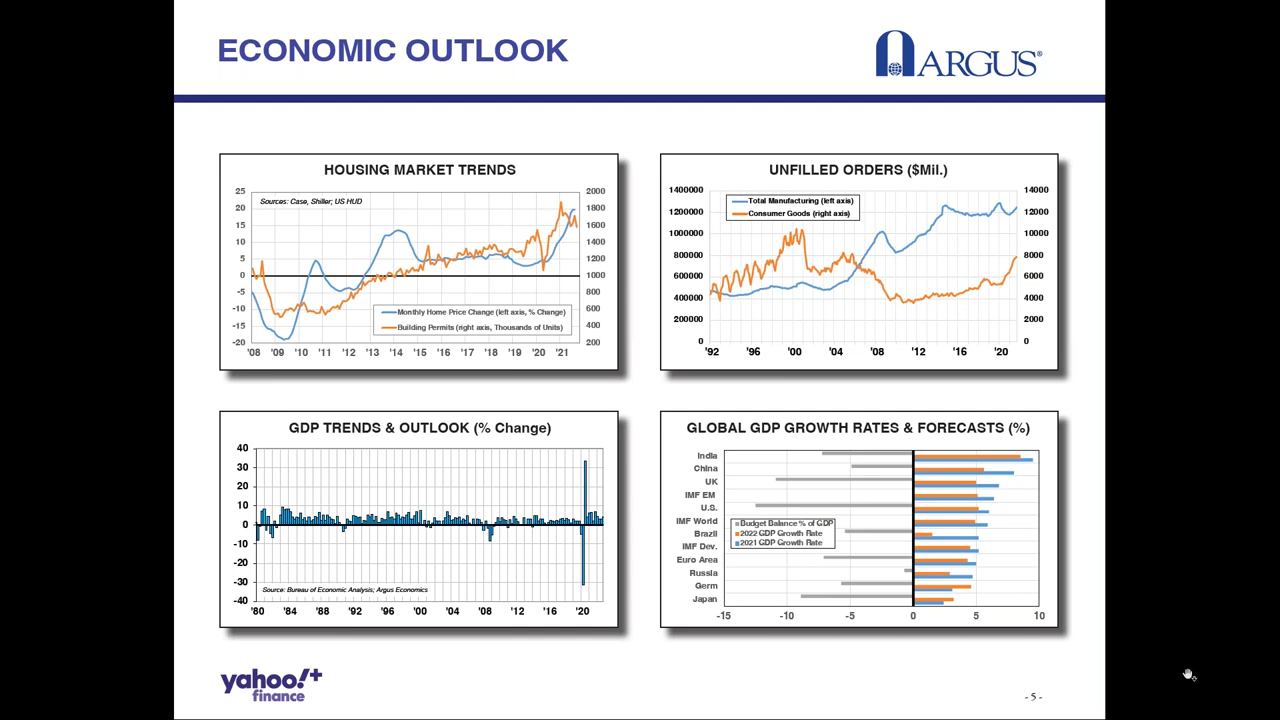 ECONOMIC OUTLOOK
ARGUS®
HOUSING MARKET TRENDS
Sources: Case, Shiller; US HUD
25
20
15
10
5
0
-5
-10
-15
-20
2000
1800
1600
1400
1200
1000
800
600
400
200
Monthly Home Price Change (left axis, % Change)
Building Permits (right axis, Thousands of Units)
'08 '09 '10 '11 '12 '13 '14 '15 '16 '17 '18 '19 '20 '21
UNFILLED ORDERS ($Mil.)
1400000
1200000
1000000
800000
600000
400000
200000
0
14000
12000
10000
8000
6000
4000
2000
0
Total Manufacturing (left axis)
Consumer Goods (right axis)
'92 '96 '00 '04 '08 '12 '16 '20
GDP TRENDS & OUTLOOK (% Change)
40
30
20
10
0
-10
-20
-30
-40
Source: Bureau of Economic Analysis; Argus Economics
'80 '84 '88 '92 '96 '00 '04 '08 '12 '16 '20
GLOBAL GDP GROWTH RATES & FORECASTS (%)
India
China
UK
IMF EM
U.S.
IMF World
Brazil
IMF Dev.
Euro Area
Russia
Germ
Japan
Budget Balance % of GDP
2022 GDP Growth Rate
2021 GDP Growth Rate
-15 -10 -5 0 5 10
yahoo!+
finance
- 5 -